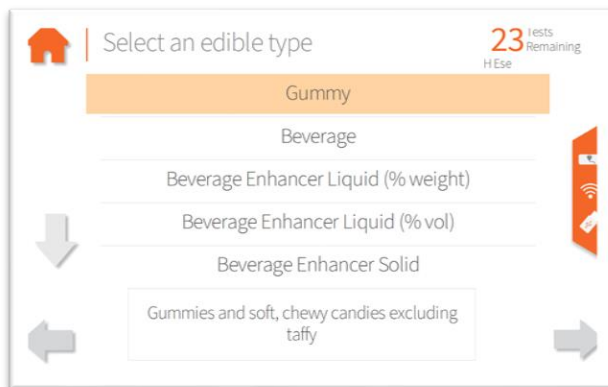 Select an edible type
23 Tests
Remaining
H Ese
Gummy
Beverage
Beverage Enhancer Liquid (% weight)
Beverage Enhancer Liquid (% vol)
Beverage Enhancer Solid
Gummies and soft, chewy candies excluding
taffy